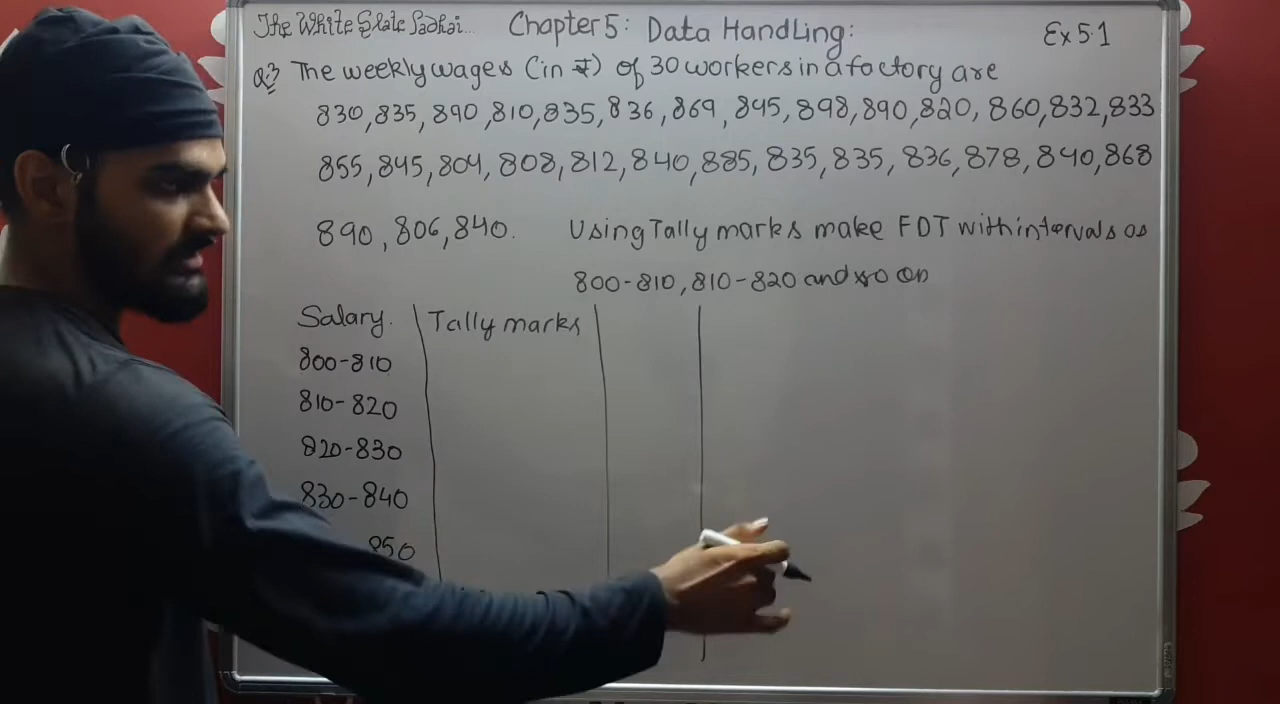 The White Slate Padhai...
Chapter 5: Data Handling:
Ex 5.1
Q.3 The weekly wages (in ₹) of 30 workers in a factory are
830, 835, 890, 810, 835, 836, 869, 845, 898, 890, 820, 860, 832, 833
855, 845, 804, 808, 812, 840, 885, 835, 835, 836, 878, 840, 868
890, 806, 840. Using Tally marks make FDT with intervals as
800-810, 810-820 and so on
Salary. Tally marks
800-810
810-820
820-830
830-840
850